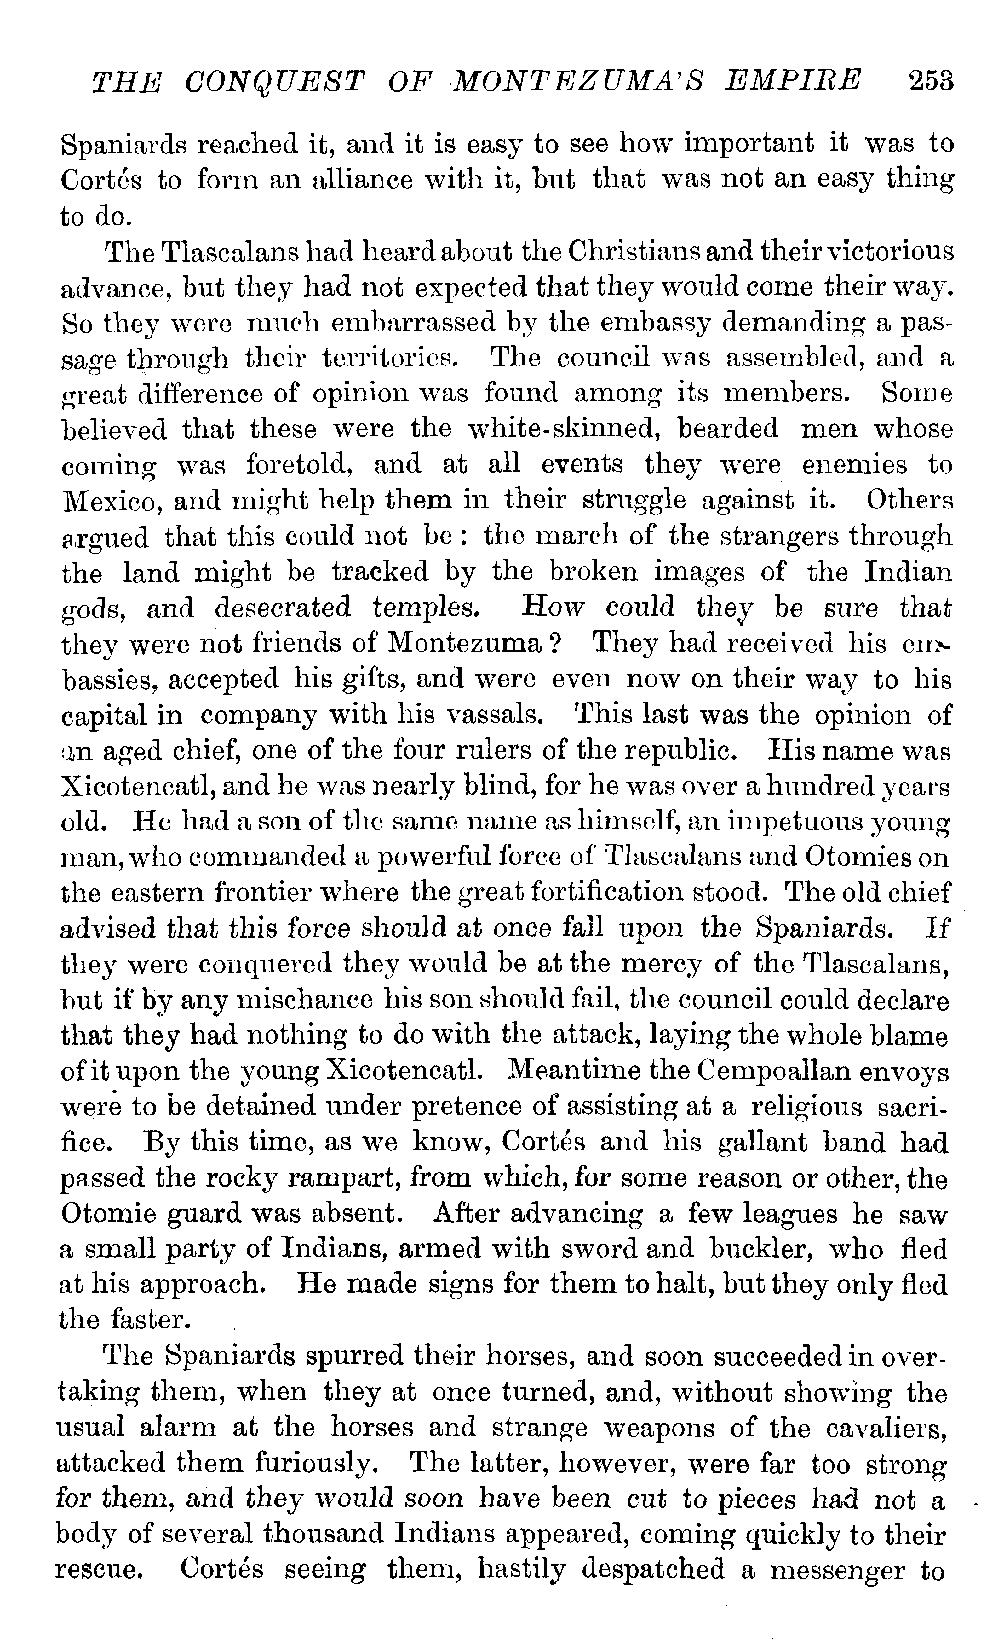 THE CONQUEST OF MONTEZUMA'S EMPIRE 253
Spaniards reached it, and it is easy to see how important it was to
Cortés to form an alliance with it, but that was not an easy thing
to do.
The Tlascalans had heard about the Christians and their victorious
advance, but they had not expected that they would come their way.
So they were much embarrassed by the embassy demanding a pas-
sage through their territories. The council was assembled, and a
great difference of opinion was found among its members. Some
believed that these were the white-skinned, bearded men whose
coming was foretold, and at all events they were enemies to
Mexico, and might help them in their struggle against it. Others
argued that this could not be: the march of the strangers through
the land might be tracked by the broken images of the Indian
gods, and desecrated temples. How could they be sure that
they were not friends of Montezuma? They had received his em-
bassies, accepted his gifts, and were even now on their way to his
capital in company with his vassals. This last was the opinion of
an aged chief, one of the four rulers of the republic. His name was
Xicotencatl, and he was nearly blind, for he was over a hundred years
old. He had a son of the same name as himself, an impetuous young
man, who commanded a powerful force of Tlascalans and Otomies on
the eastern frontier where the great fortification stood. The old chief
advised that this force should at once fall upon the Spaniards. If
they were conquered they would be at the mercy of the Tlascalans,
but if by any mischance his son should fail, the council could declare
that they had nothing to do with the attack, laying the whole blame
of it upon the young Xicotencatl. Meantime the Cempoallan envoys
were to be detained under pretence of assisting at a religious sacri-
fice. By this time, as we know, Cortés and his gallant band had
passed the rocky rampart, from which, for some reason or other, the
Otomie guard was absent. After advancing a few leagues he saw
a small party of Indians, armed with sword and buckler, who fled
at his approach. He made signs for them to halt, but they only fled
the faster.
The Spaniards spurred their horses, and soon succeeded in over-
taking them, when they at once turned, and, without showing the
usual alarm at the horses and strange weapons of the cavaliers,
attacked them furiously. The latter, however, were far too strong
for them, and they would soon have been cut to pieces had not a
body of several thousand Indians appeared, coming quickly to their
rescue. Cortés seeing them, hastily despatched a messenger to